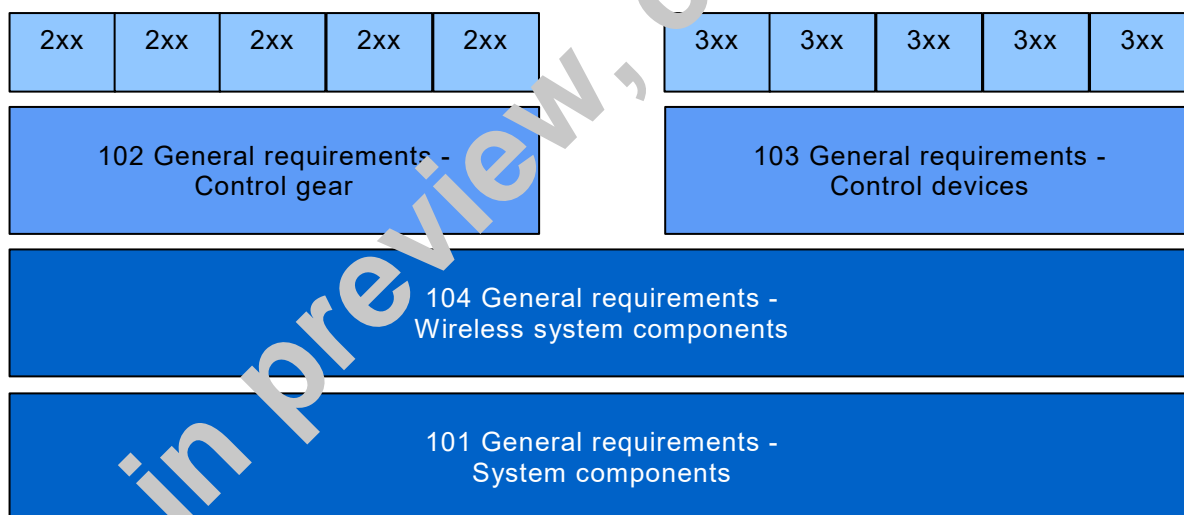 2xx 2xx 2xx 2xx 2xx 3xx 3xx 3xx 3xx 3xx
102 General requirements -
Control gear
103 General requirements -
Control devices
104 General requirements -
Wireless system components
101 General requirements -
System components
in preview,